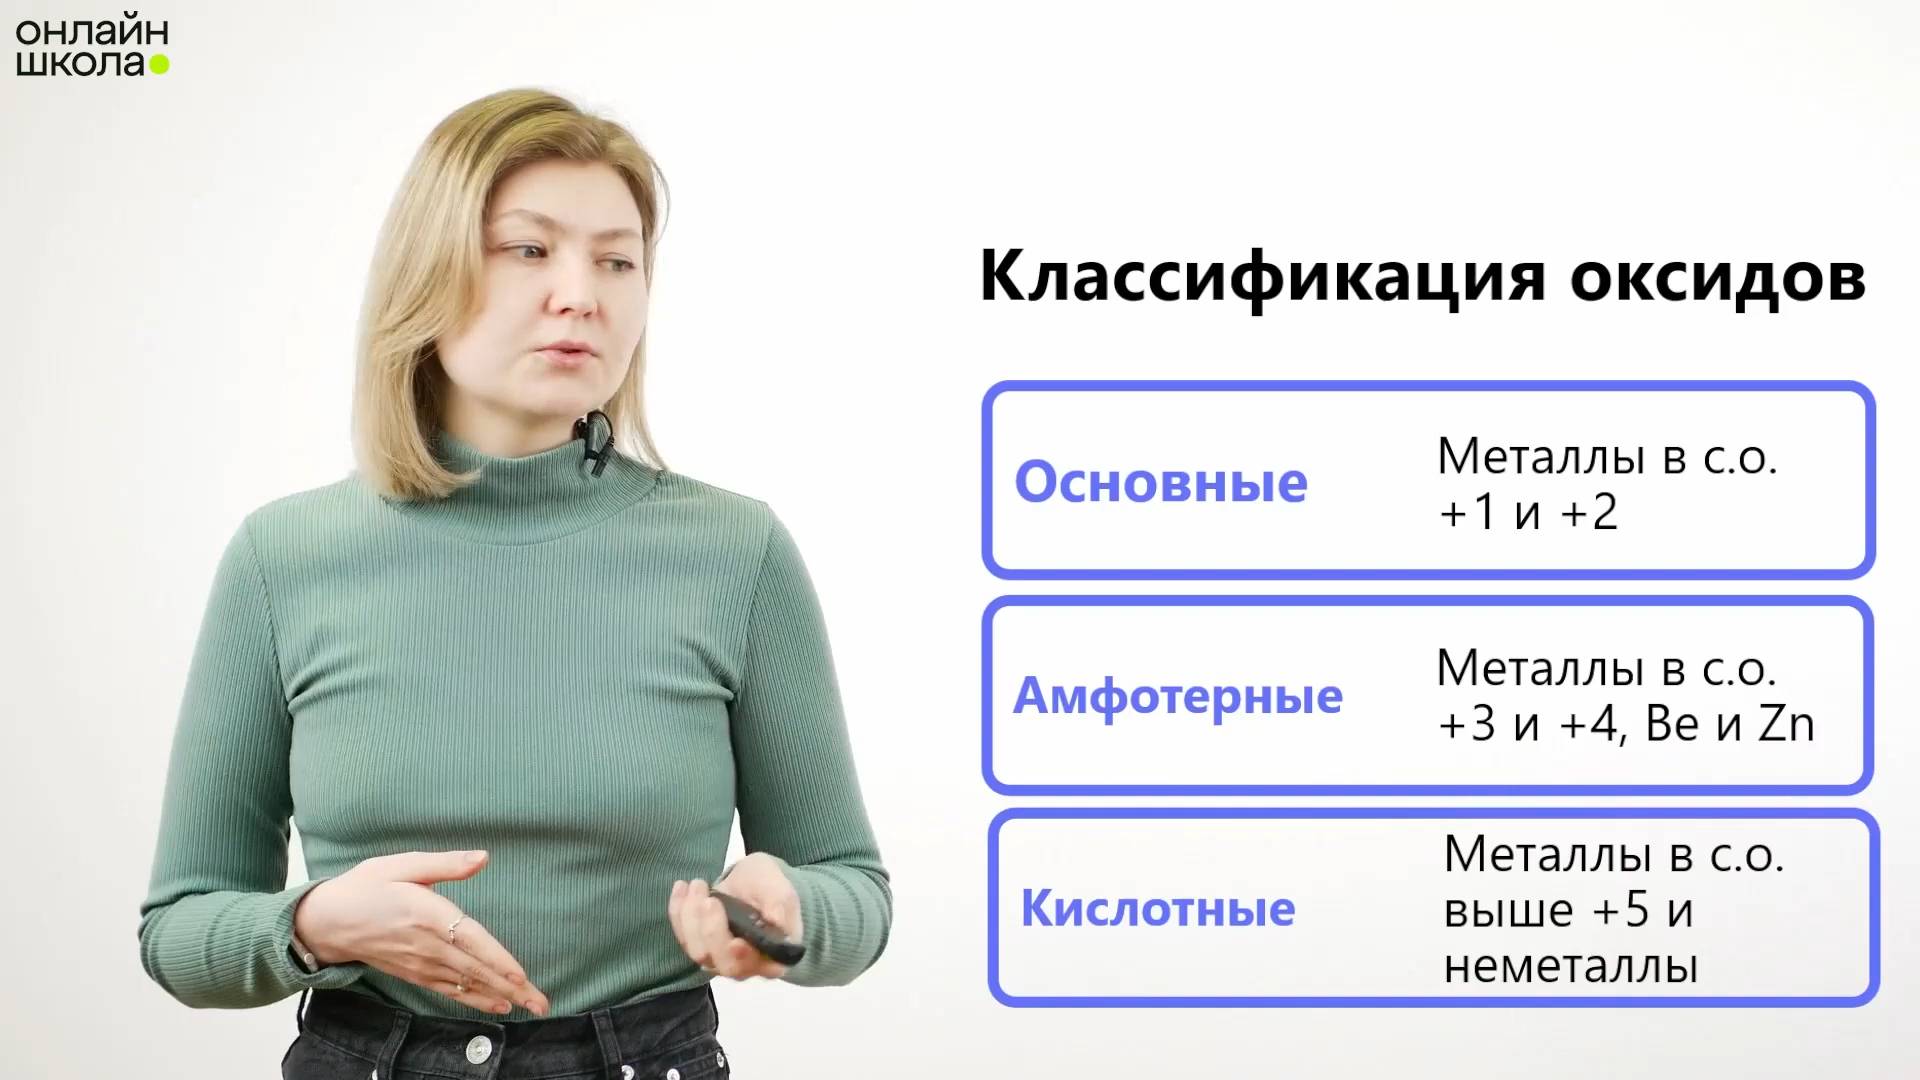 онлайн
школа
Классификация оксидов
Основные
Металлы в с.о.
+1 и +2
Амфотерные
Металлы в с.о.
+3 и +4, Be и Zn
Кислотные
Металлы в с.о.
выше +5 и
неметаллы